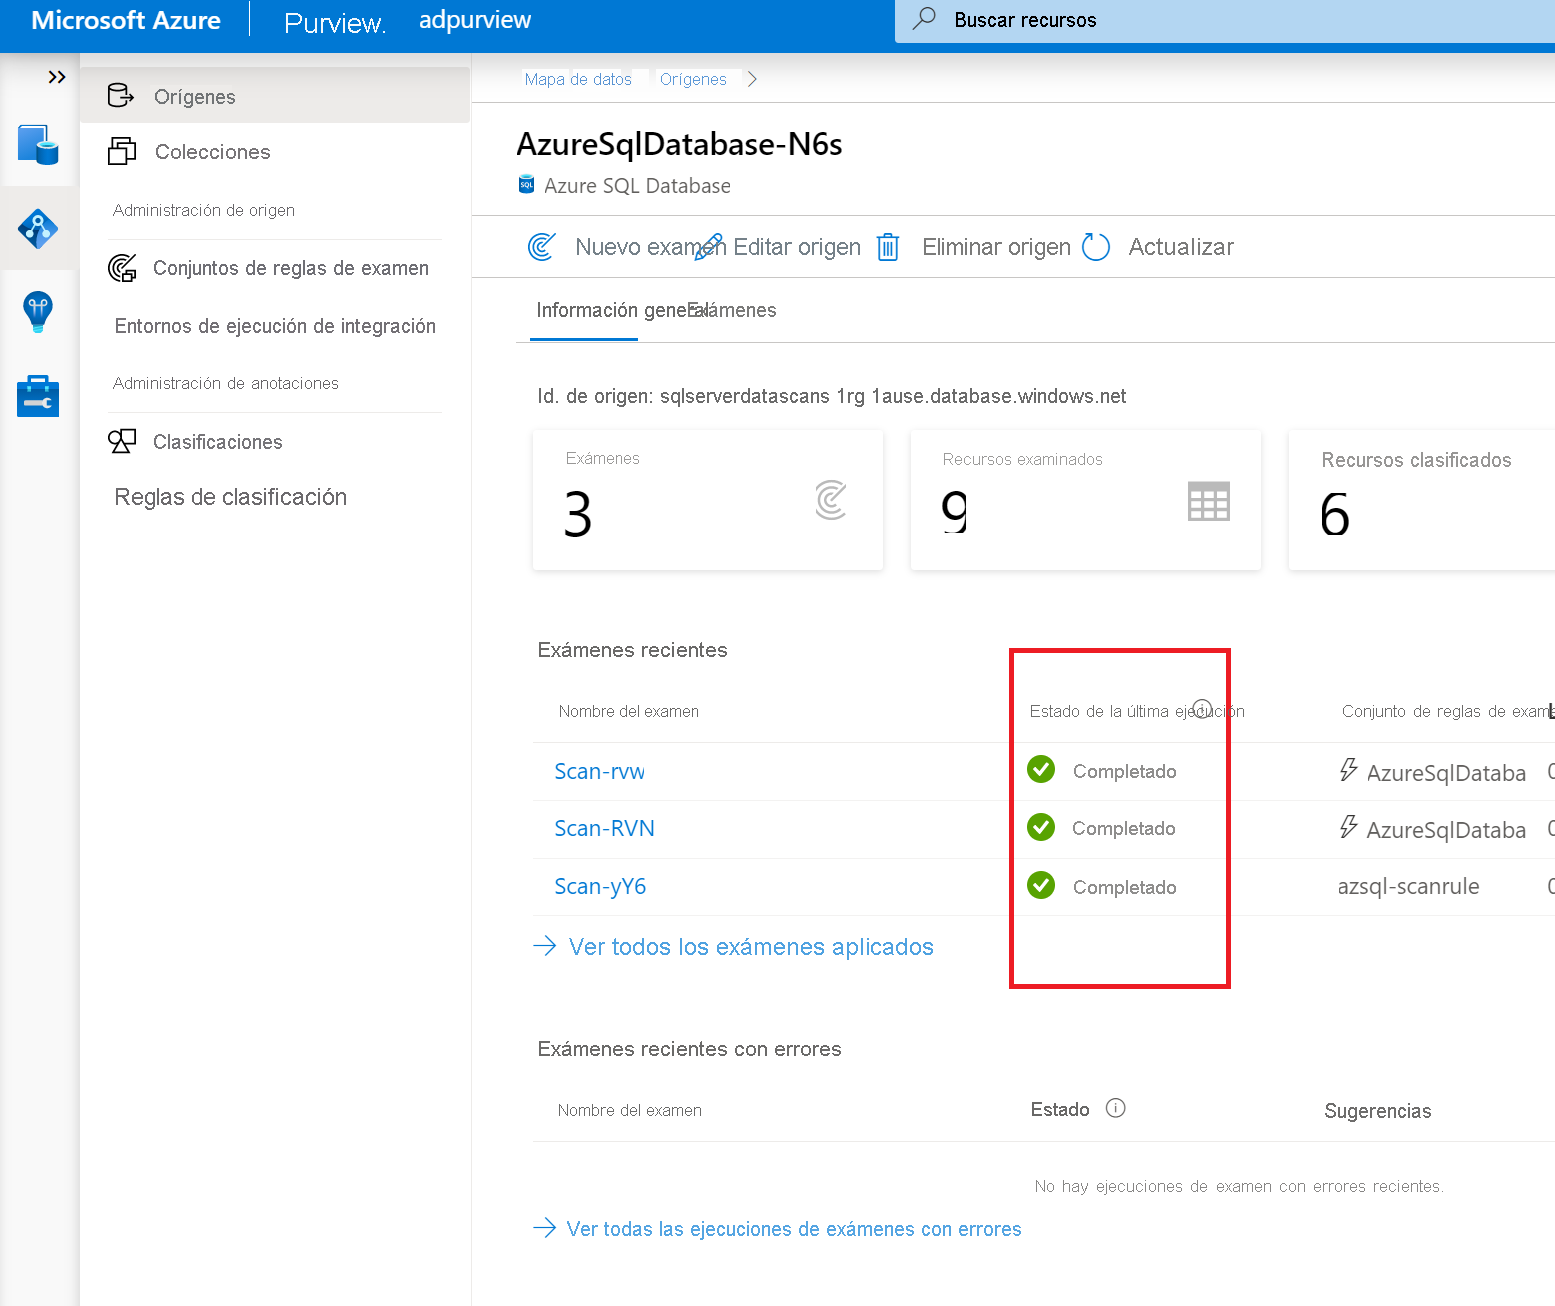 Microsoft Azure
Purview.
adpurview
Buscar recursos
Orígenes
Colecciones
Administración de origen
Conjuntos de reglas de examen
Entornos de ejecución de integración
Administración de anotaciones
Clasificaciones
Reglas de clasificación
Mapa de datos
Orígenes
AzureSqlDatabase-N6s
SQL
Azure SQL Database
Nuevo examen
Editar origen
Eliminar origen
Actualizar
Información general
Exámenes
Id. de origen: sqlserverdatascans 1rg 1ause.database.windows.net
Exámenes
3
Recursos examinados
9
Recursos clasificados
6
Exámenes recientes
Nombre del examen
Estado de la última ejecución
Conjunto de reglas de exame
Scan-rvw
Completado
AzureSqlDataba
Scan-RVN
Completado
AzureSqlDataba
Scan-yY6
Completado
azsql-scanrule
Ver todos los exámenes aplicados
Exámenes recientes con errores
Nombre del examen
Estado
Sugerencias
No hay ejecuciones de examen con errores recientes.
Ver todas las ejecuciones de exámenes con errores